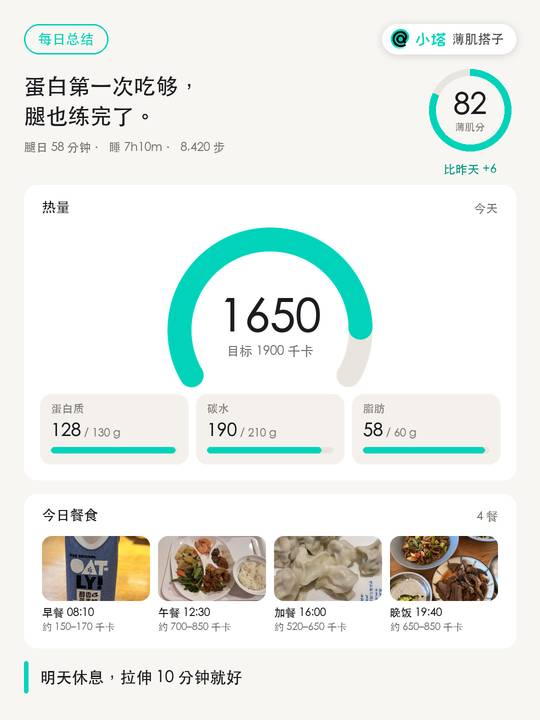 每日总结
@ 小塔 薄肌搭子
蛋白第一次吃够，
腿也练完了。
腿日 58 分钟 · 睡 7h10m · 8,420 步
82
薄肌分
比昨天 +6
热量
今天
1650
目标 1900 千卡
蛋白质
128 / 130 g
碳水
190 / 210 g
脂肪
58 / 60 g
今日餐食
4 餐
OAT-
LY!
早餐 08:10
约 150–170 千卡
午餐 12:30
约 700–850 千卡
加餐 16:00
约 520–650 千卡
晚饭 19:40
约 650–850 千卡
明天休息，拉伸 10 分钟就好